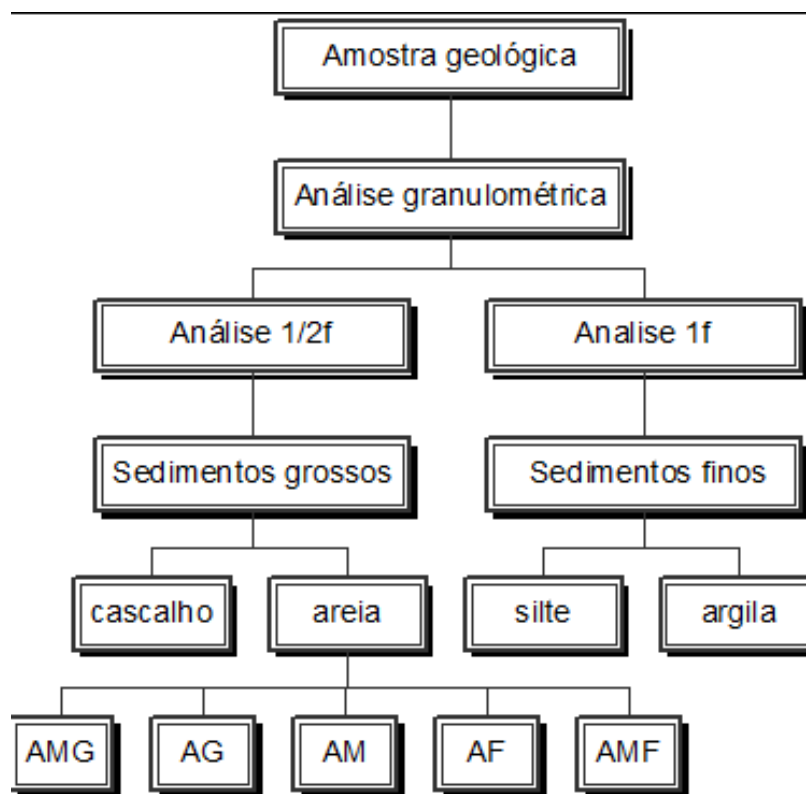 Amostra geológica
Análise granulométrica
Análise 1/2f
Analise 1f
Sedimentos grossos
Sedimentos finos
cascalho
areia
silte
argila
AMG
AG
AM
AF
AMF